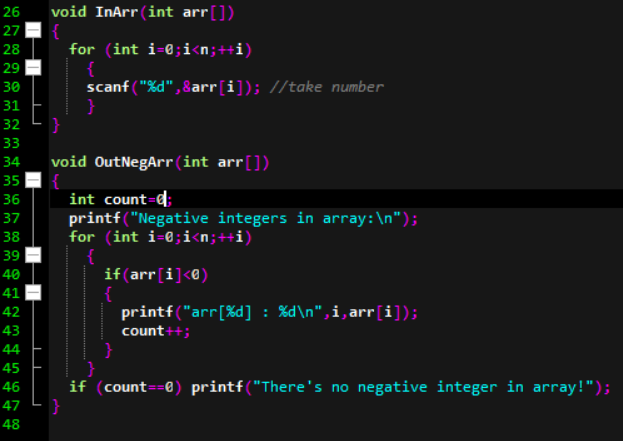 26 void InArr(int arr[])
27 {
28 for (int i=0;i<n;++i)
29 {
30 scanf("%d",&arr[i]); //take number
31 }
32 }
33
34 void OutNegArr(int arr[])
35 {
36 int count=0;
37 printf("Negative integers in array:\n");
38 for (int i=0;i<n;++i)
39 {
40 if(arr[i]<0)
41 {
42 printf("arr[%d] : %d\n",i,arr[i]);
43 count++;
44 }
45 }
46 if (count==0) printf("There's no negative integer in array!");
47 }
48